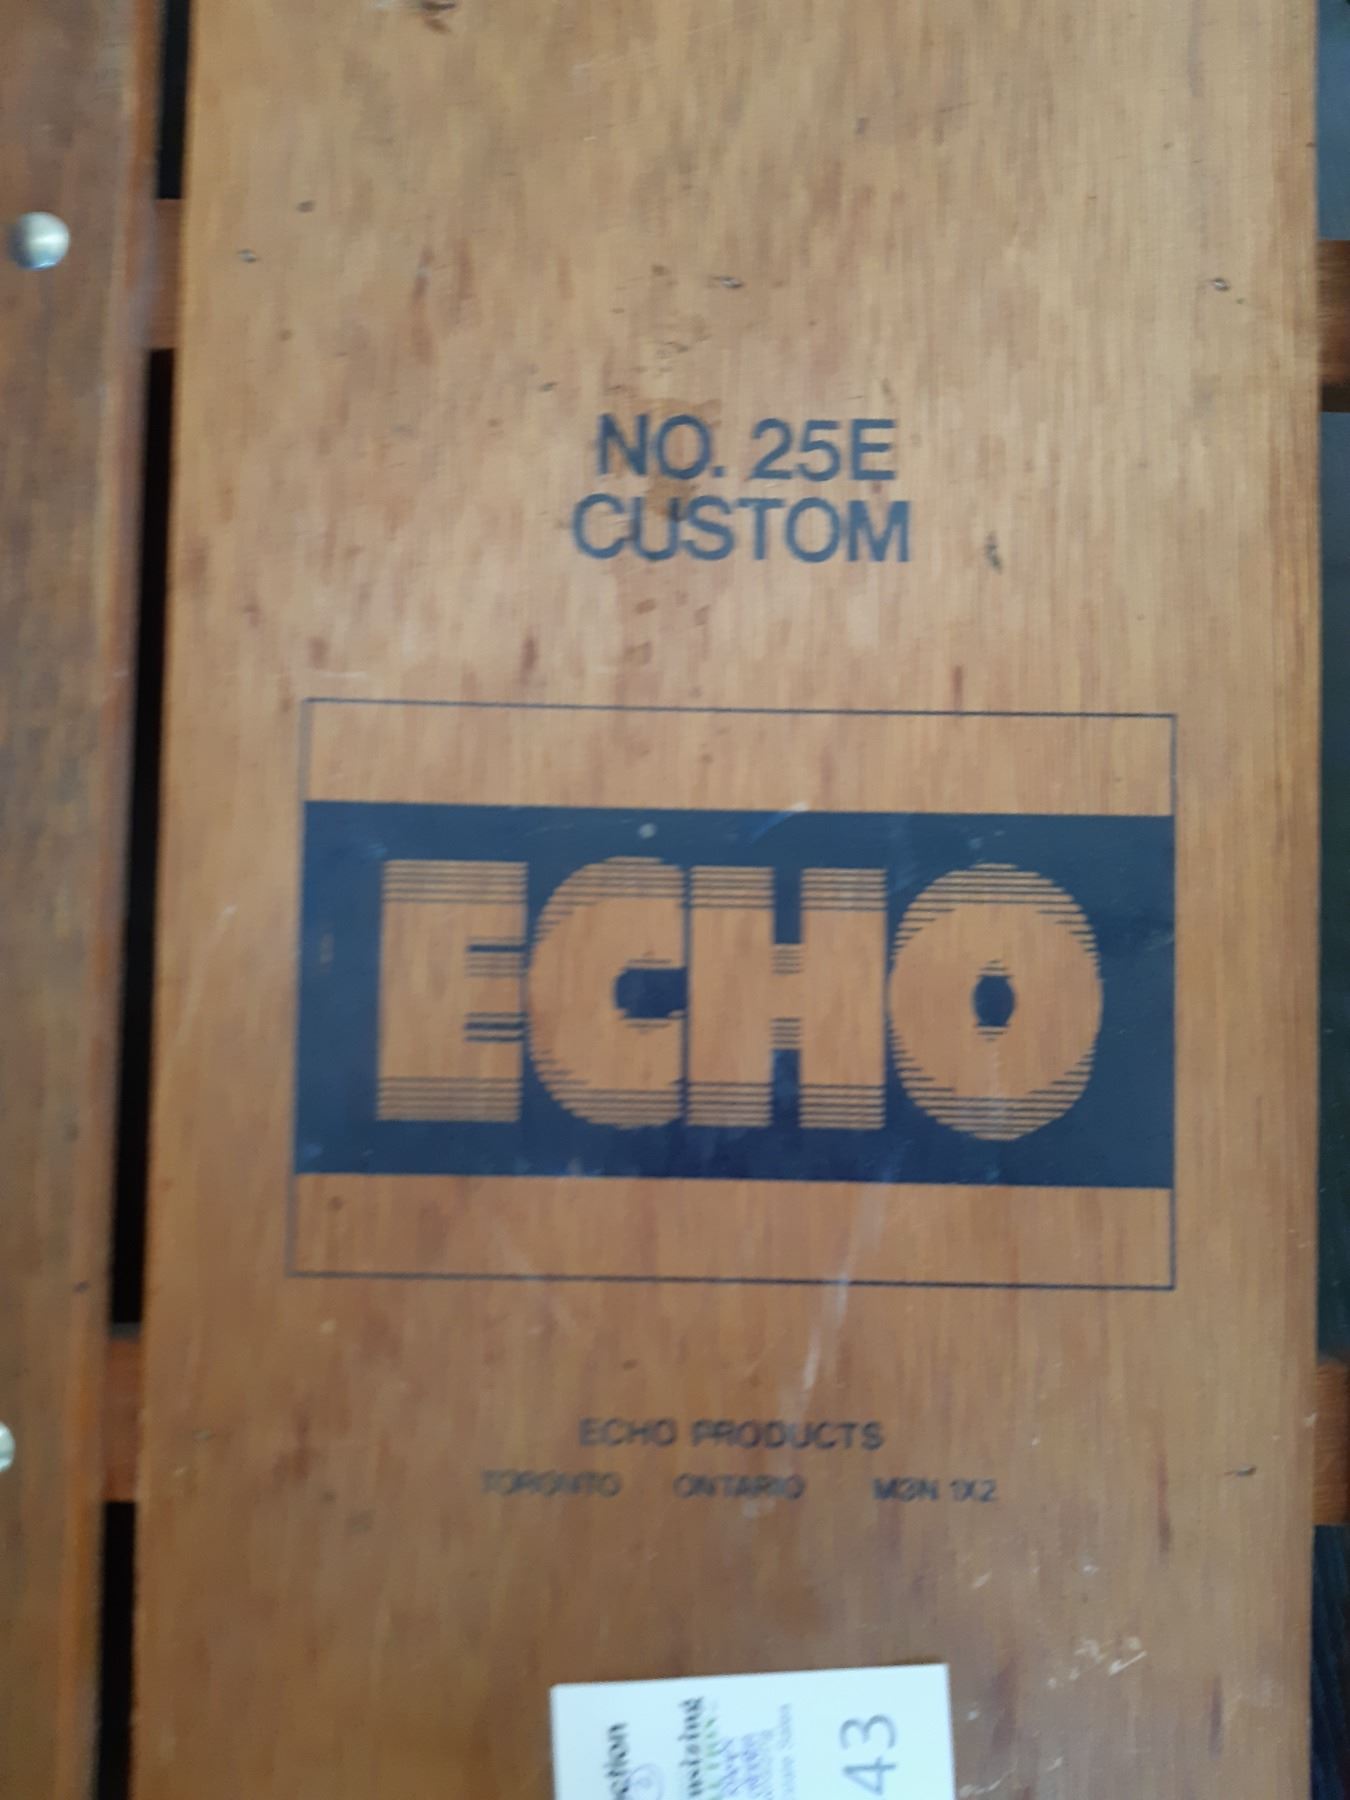 NO. 25E
CUSTOM
ECHO
ECHO PRODUCTS
TORONTO ONTARIO M3N 1X2
43